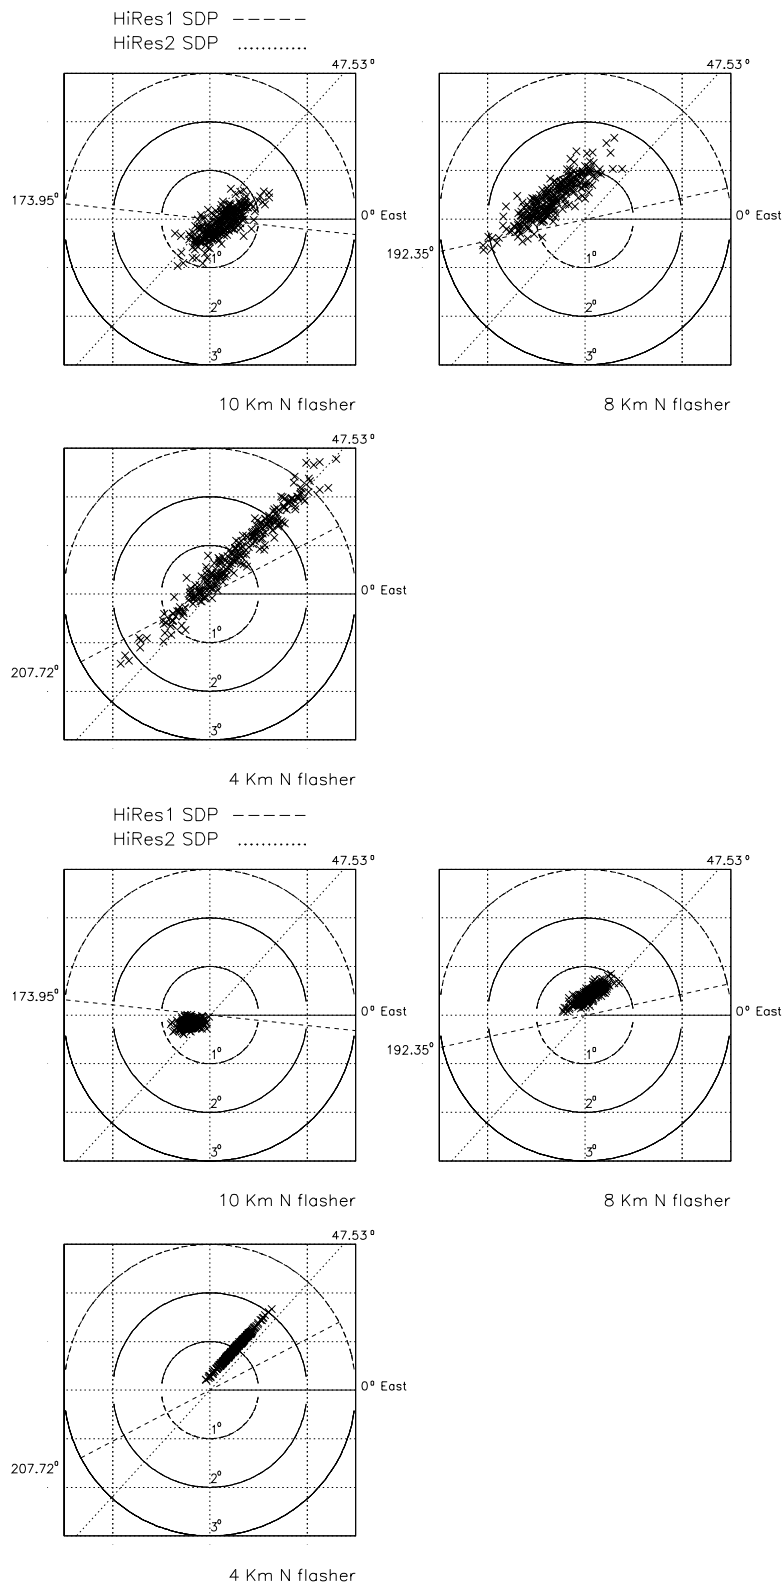 HiRes1 SDP
HiRes2 SDP
47.53°
173.95°
0° East
1°
2°
3°
10 Km N flasher
47.53°
0° East
192.35°
1°
2°
3°
8 Km N flasher
47.53°
0° East
1°
207.72°
2°
3°
4 Km N flasher
HiRes1 SDP
HiRes2 SDP
47.53°
173.95°
0° East
1°
2°
3°
10 Km N flasher
47.53°
0° East
192.35°
1°
2°
3°
8 Km N flasher
47.53°
0° East
1°
207.72°
2°
3°
4 Km N flasher